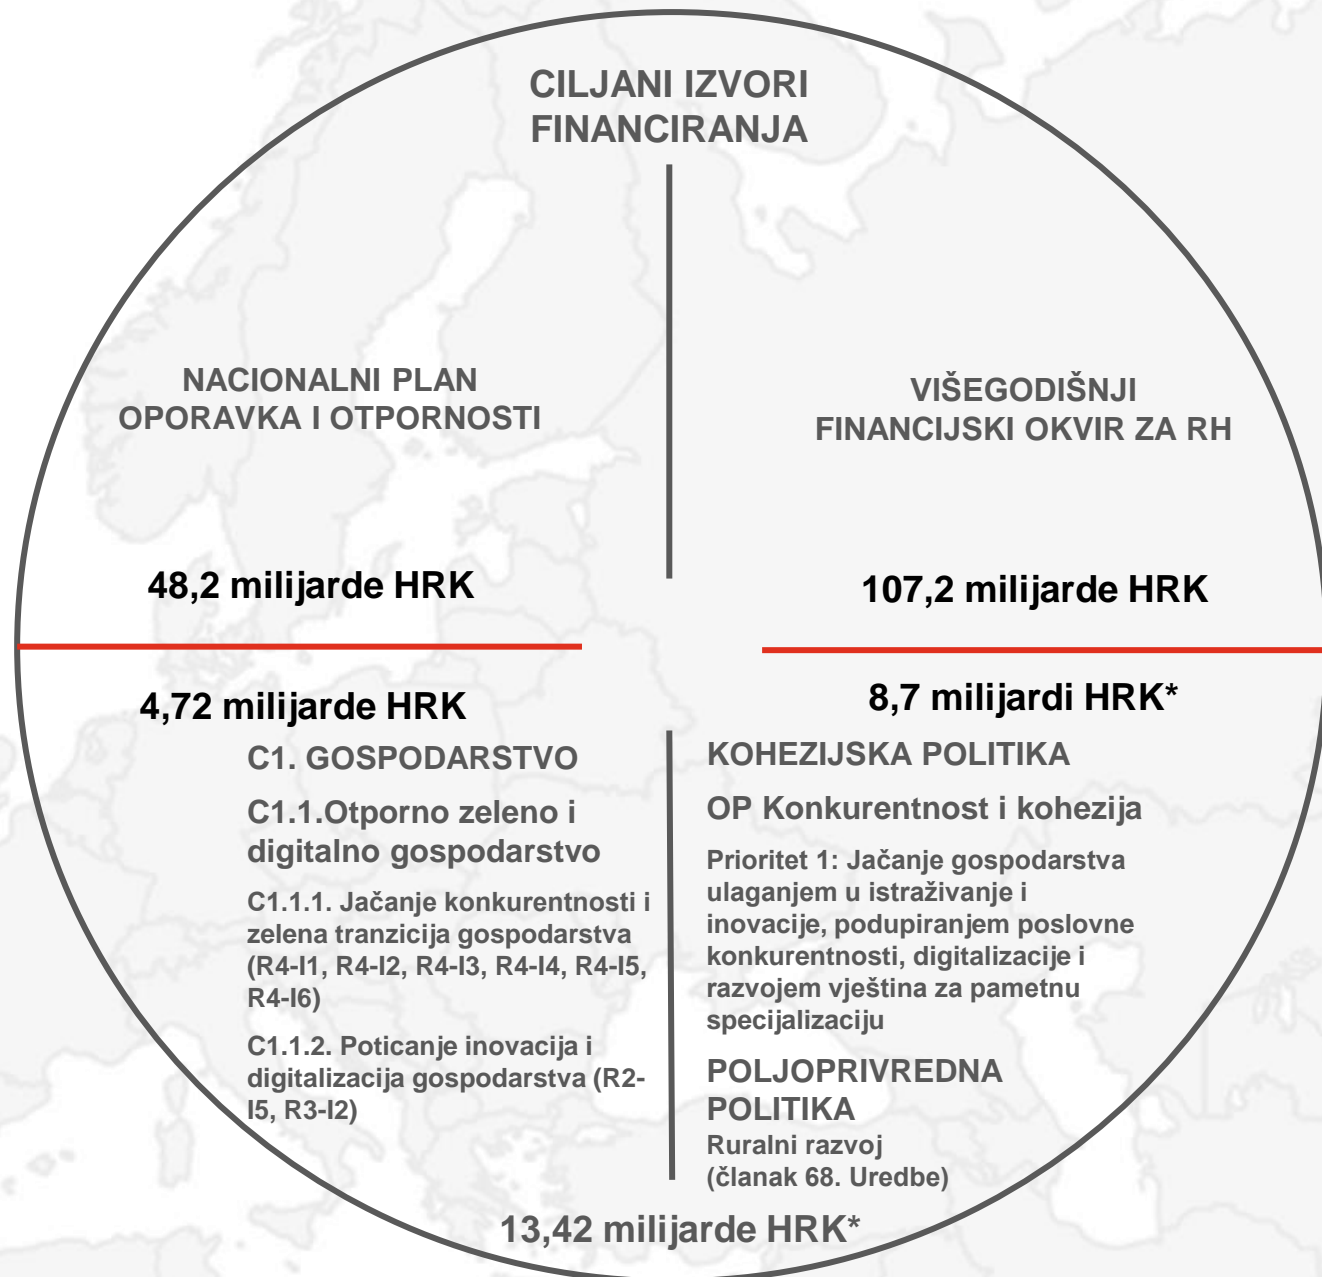 CILJANI IZVORI
FINANCIRANJA
NACIONALNI PLAN
OPORAVKA I OTPORNOSTI
48,2 milijarde HRK
4,72 milijarde HRK
C1. GOSPODARSTVO
C1.1.Otporno zeleno i
digitalno gospodarstvo
C1.1.1. Jačanje konkurentnosti i
zelena tranzicija gospodarstva
(R4-I1, R4-I2, R4-I3, R4-I4, R4-I5,
R4-I6)
C1.1.2. Poticanje inovacija i
digitalizacija gospodarstva (R2-
I5, R3-I2)
VIŠEGODIŠNJI
FINANCIJSKI OKVIR ZA RH
107,2 milijarde HRK
8,7 milijardi HRK*
KOHEZIJSKA POLITIKA
OP Konkurentnost i kohezija
Prioritet 1: Jačanje gospodarstva
ulaganjem u istraživanje i
inovacije, podupiranjem poslovne
konkurentnosti, digitalizacije i
razvojem vještina za pametnu
specijalizaciju
POLJOPRIVREDNA
POLITIKA
Ruralni razvoj
(članak 68. Uredbe)
13,42 milijarde HRK*